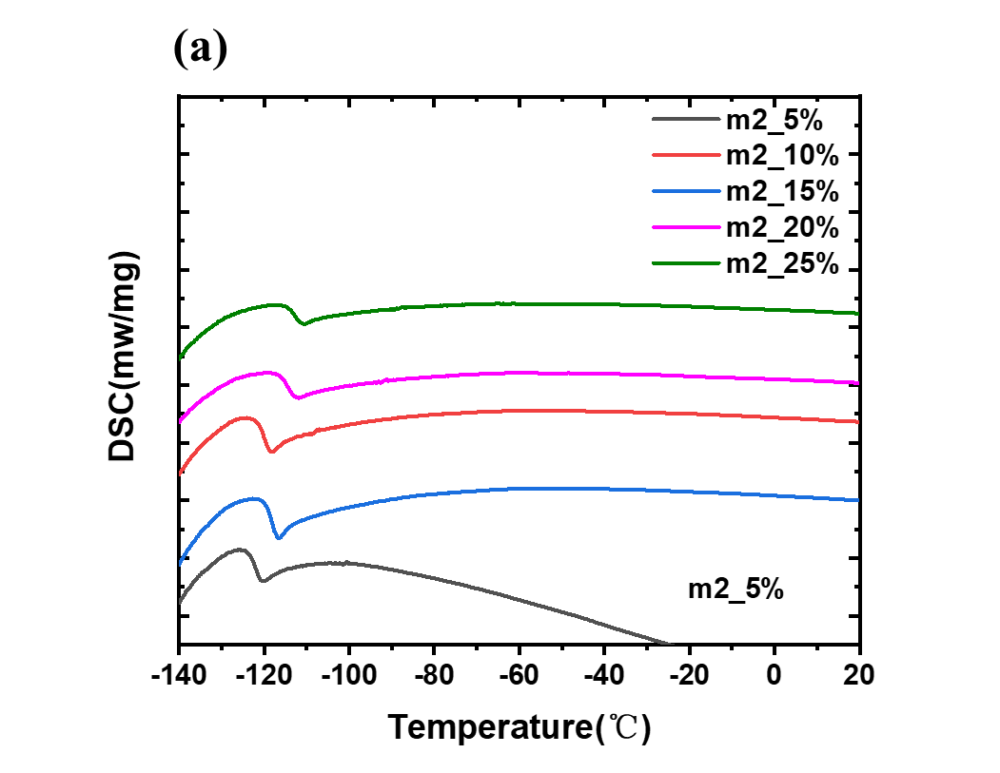 (a)
m2_5%
m2_10%
m2_15%
m2_20%
m2_25%
DSC(mw/mg)
m2_5%
-140 -120 -100 -80 -60 -40 -20 0 20
Temperature(℃)